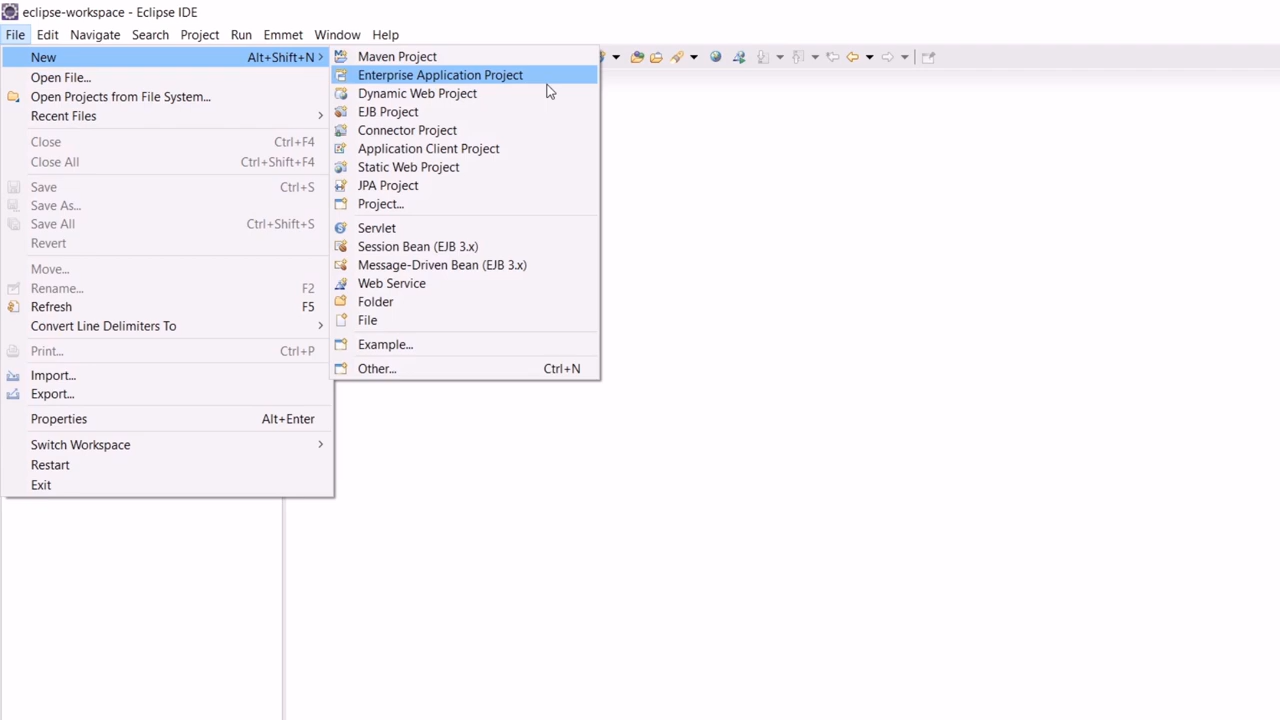 eclipse-workspace - Eclipse IDE
File Edit Navigate Search Project Run Emmet Window Help
New Alt+Shift+N
Open File...
Open Projects from File System...
Recent Files
Close Ctrl+F4
Close All Ctrl+Shift+F4
Save Ctrl+S
Save As...
Save All Ctrl+Shift+S
Revert
Move...
Rename... F2
Refresh F5
Convert Line Delimiters To
Print... Ctrl+P
Import...
Export...
Properties Alt+Enter
Switch Workspace
Restart
Exit
Maven Project
Enterprise Application Project
Dynamic Web Project
EJB Project
Connector Project
Application Client Project
Static Web Project
JPA Project
Project...
Servlet
Session Bean (EJB 3.x)
Message-Driven Bean (EJB 3.x)
Web Service
Folder
File
Example...
Other... Ctrl+N